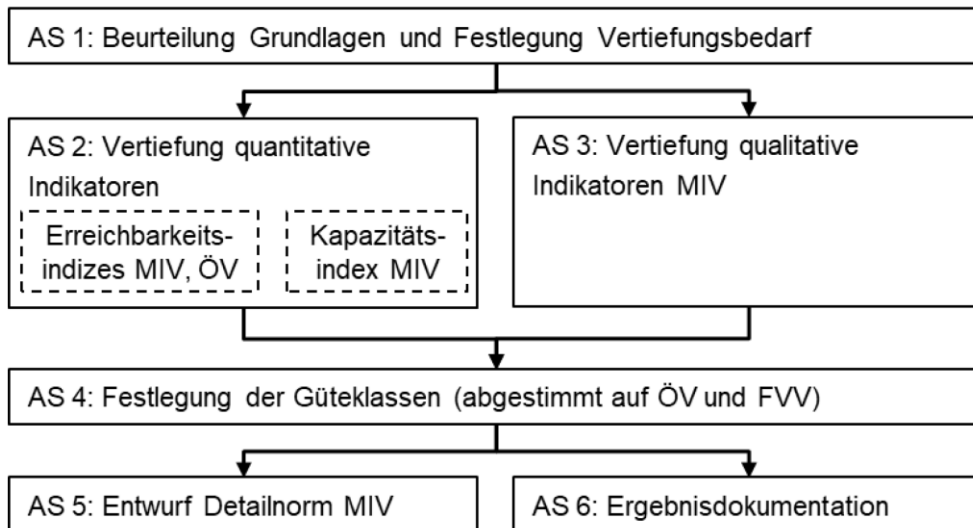 AS 1: Beurteilung Grundlagen und Festlegung Vertiefungsbedarf
AS 2: Vertiefung quantitative
Indikatoren
Erreichbarkeits-
indizes MIV, ÖV
Kapazitäts-
index MIV
AS 3: Vertiefung qualitative
Indikatoren MIV
AS 4: Festlegung der Güteklassen (abgestimmt auf ÖV und FVV)
AS 5: Entwurf Detailnorm MIV
AS 6: Ergebnisdokumentation